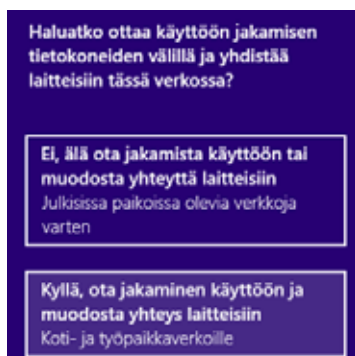 Haluatko ottaa käyttöön jakamisen
tietokoneiden välillä ja yhdistää
laitteisiin tässä verkossa?
Ei, älä ota jakamista käyttöön tai
muodosta yhteyttä laitteisiin
Julkisissa paikoissa olevia verkkoja
varten
Kyllä, ota jakaminen käyttöön ja
muodosta yhteys laitteisiin
Koti- ja työpaikkaverkoille